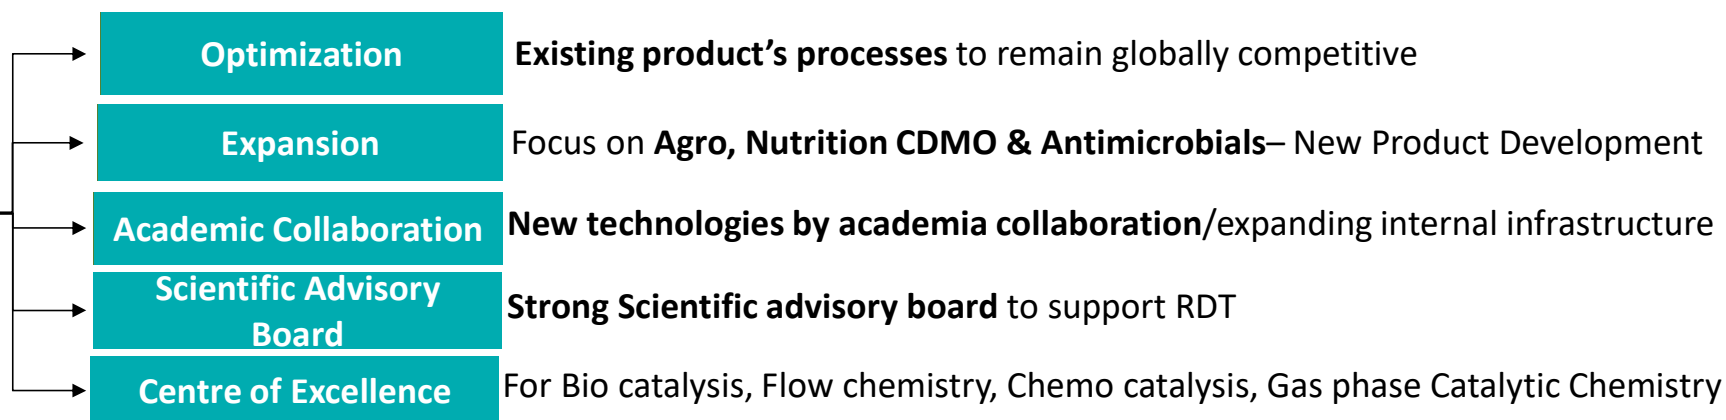 Optimization
Existing product’s processes to remain globally competitive
Expansion
Focus on Agro, Nutrition CDMO & Antimicrobials– New Product Development
Academic Collaboration
New technologies by academia collaboration/expanding internal infrastructure
Scientific Advisory
Board
Strong Scientific advisory board to support RDT
Centre of Excellence
For Bio catalysis, Flow chemistry, Chemo catalysis, Gas phase Catalytic Chemistry